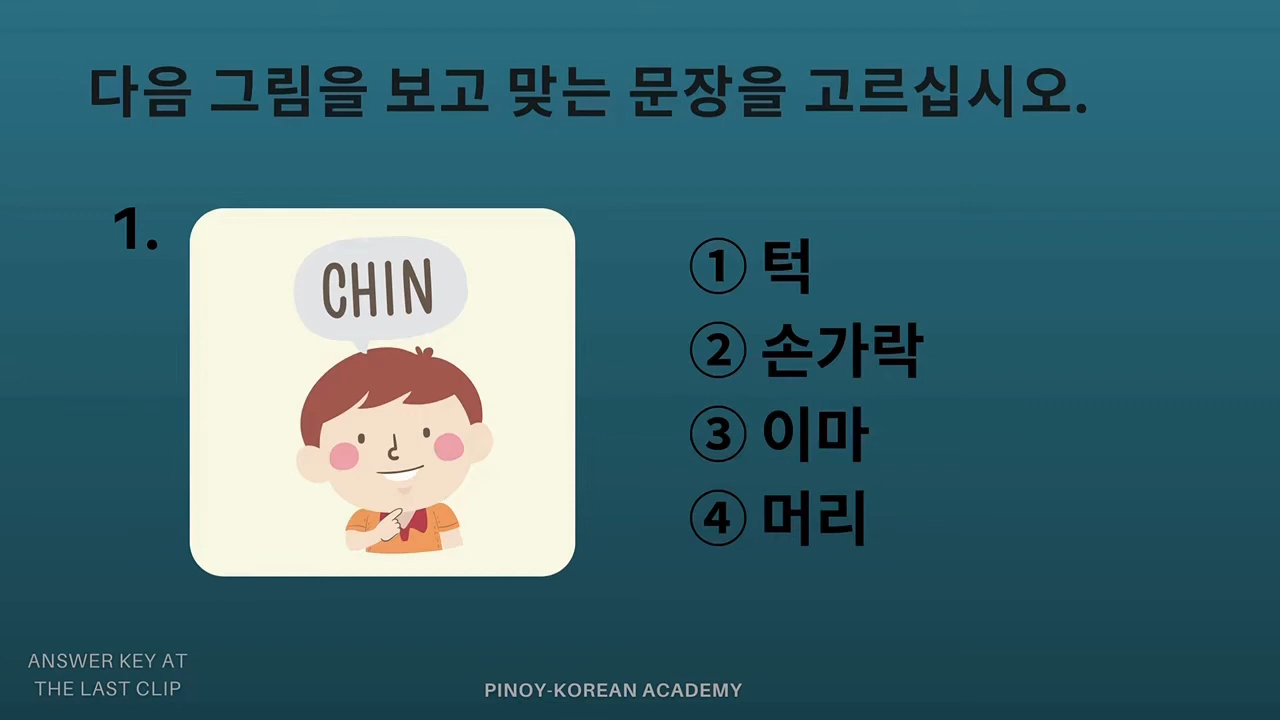 다음 그림을 보고 맞는 문장을 고르십시오.
1.
CHIN
① 턱
② 손가락
③ 이마
④ 머리
ANSWER KEY AT
THE LAST CLIP
PINOY-KOREAN ACADEMY